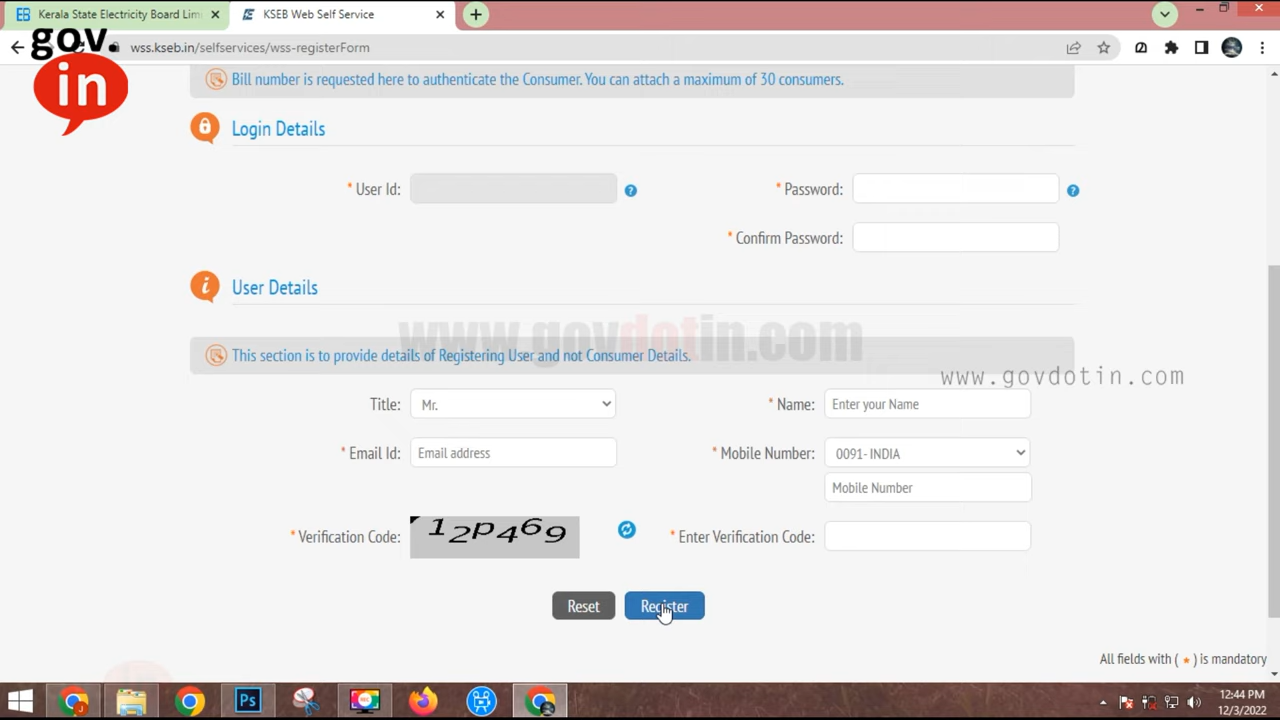 Kerala State Electricity Board Lim
KSEB Web Self Service
gov.
in
wss.kseb.in/selfservices/wss-registerForm
Bill number is requested here to authenticate the Consumer. You can attach a maximum of 30 consumers.
Login Details
* User Id:
* Password:
* Confirm Password:
User Details
www.govdotin.com
This section is to provide details of Registering User and not Consumer Details.
www.govdotin.com
Title: Mr.
* Name: Enter your Name
* Email Id: Email address
* Mobile Number: 0091- INDIA
Mobile Number
* Verification Code: 12p469
* Enter Verification Code:
Reset
Register
All fields with ( * ) is mandatory
Ps
12:44 PM
12/3/2022